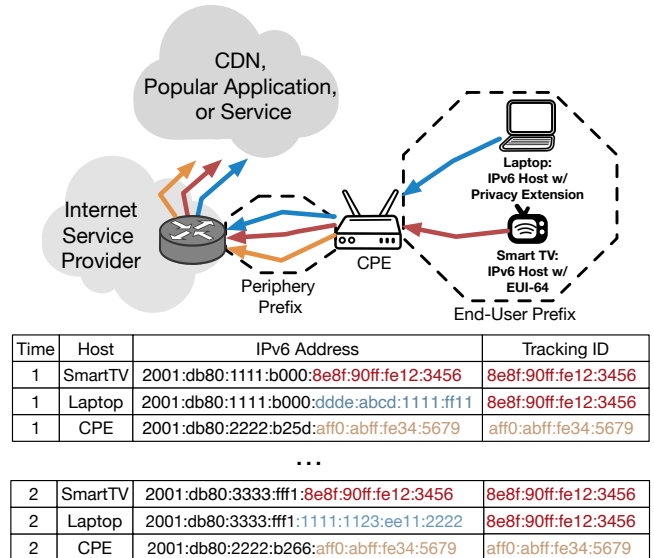 CDN,
Popular Application,
or Service
Internet
Service
Provider
Periphery
Prefix
CPE
Laptop:
IPv6 Host w/
Privacy Extension
Smart TV:
IPv6 Host w/
EUI-64
End-User Prefix
Time Host IPv6 Address Tracking ID
1 SmartTV 2001:db80:1111:b000:8e8f:90ff:fe12:3456 8e8f:90ff:fe12:3456
1 Laptop 2001:db80:1111:b000:ddde:abcd:1111:ff11 8e8f:90ff:fe12:3456
1 CPE 2001:db80:2222:b25d:aff0:abff:fe34:5679 aff0:abff:fe34:5679
...
2 SmartTV 2001:db80:3333:fff1:8e8f:90ff:fe12:3456 8e8f:90ff:fe12:3456
2 Laptop 2001:db80:3333:fff1:1111:1123:ee11:2222 8e8f:90ff:fe12:3456
2 CPE 2001:db80:2222:b266:aff0:abff:fe34:5679 aff0:abff:fe34:5679